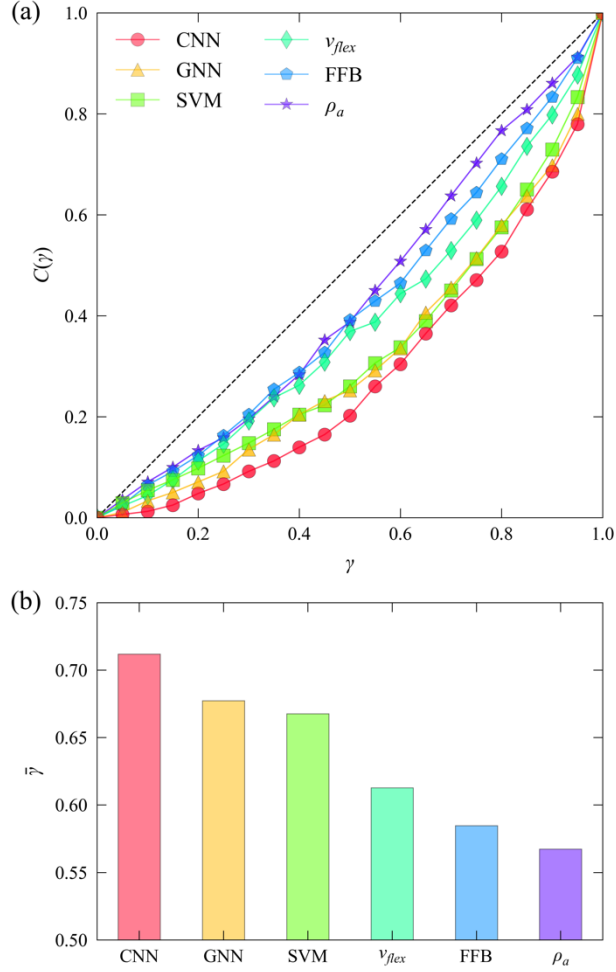 (a)
CNN
GNN
SVM
v_flex
FFB
ρ_a
1.0
0.8
0.6
0.4
0.2
0.0
C(γ)
0.0 0.2 0.4 0.6 0.8 1.0
γ
(b)
0.75
0.70
0.65
0.60
0.55
0.50
γ̄
CNN GNN SVM v_flex FFB ρ_a